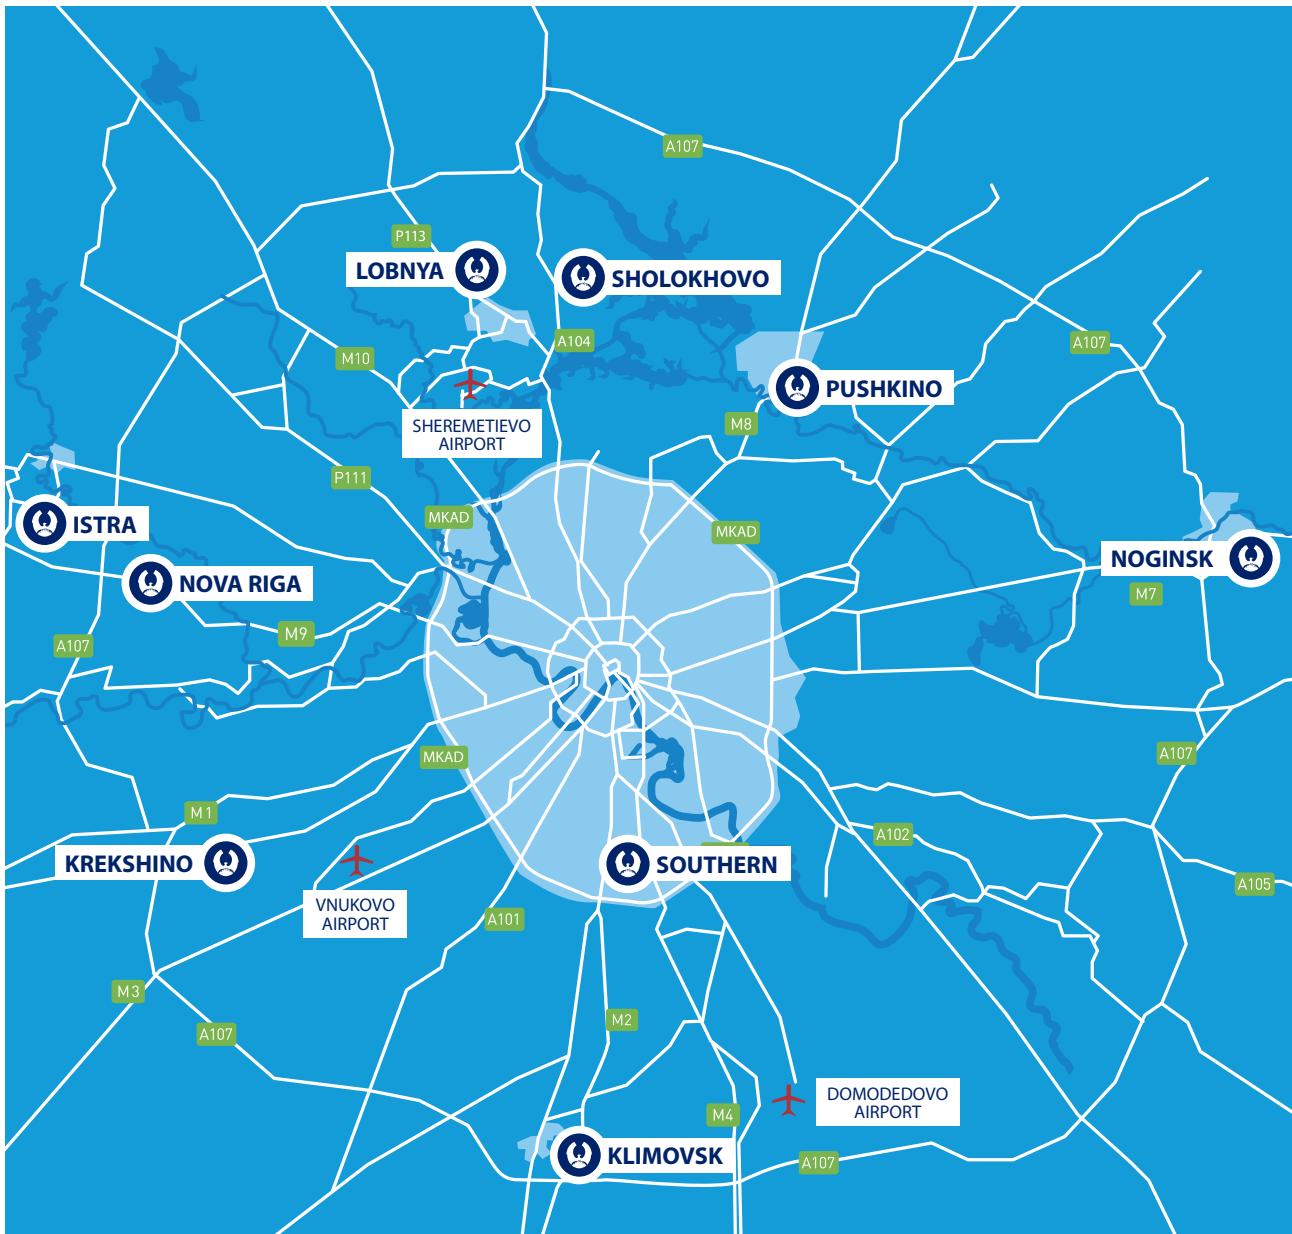 A107
P113
LOBNYA
SHOLOKHOVO
A104
A107
M10
PUSHKINO
SHEREMETIEVO
AIRPORT
M8
P111
MKAD
MKAD
ISTRA
NOGINSK
NOVA RIGA
M7
M9
A107
MKAD
A107
M1
A102
KREKSHINO
SOUTHERN
A105
VNUKOVO
AIRPORT
A101
M3
M2
A107
DOMODEDOVO
AIRPORT
M4
KLIMOVSK
A107